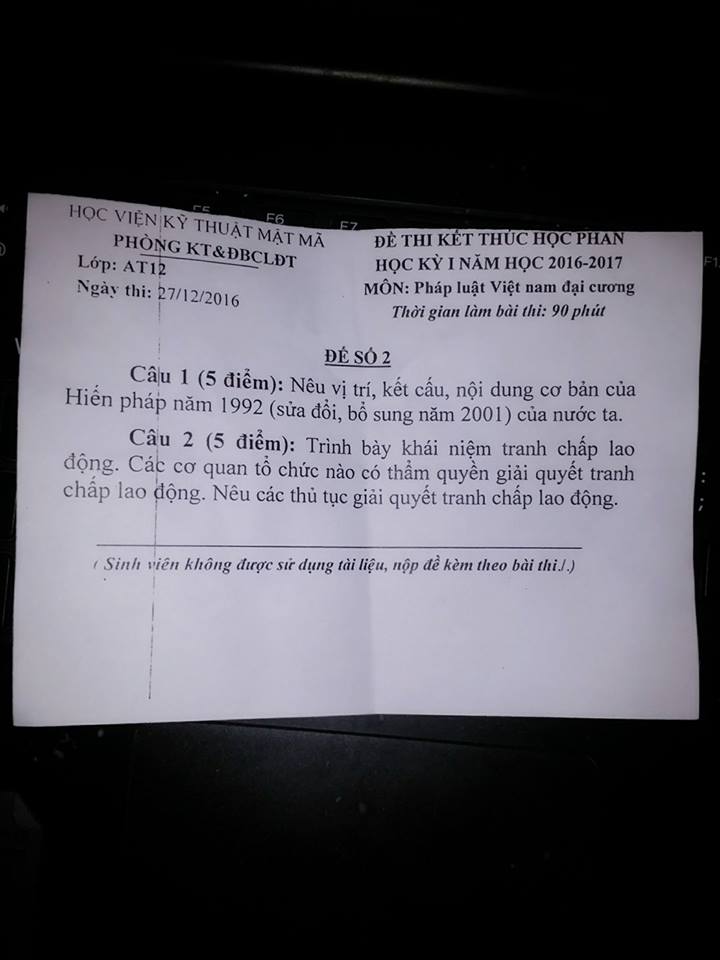 F5 F6 F7
HỌC VIỆN KỸ THUẬT MẬT MÃ
PHÒNG KT&ĐBCLĐT
Lớp: AT12
Ngày thi: 27/12/2016
ĐỀ THI KẾT THÚC HỌC PHẦN
HỌC KỲ I NĂM HỌC 2016-2017
MÔN: Pháp luật Việt nam đại cương
Thời gian làm bài thi: 90 phút
ĐỀ SỐ 2
Câu 1 (5 điểm): Nêu vị trí, kết cấu, nội dung cơ bản của
Hiến pháp năm 1992 (sửa đổi, bổ sung năm 2001) của nước ta.
Câu 2 (5 điểm): Trình bày khái niệm tranh chấp lao
động. Các cơ quan tổ chức nào có thẩm quyền giải quyết tranh
chấp lao động. Nêu các thủ tục giải quyết tranh chấp lao động.
( Sinh viên không được sử dụng tài liệu, nộp đề kèm theo bài thi./.)